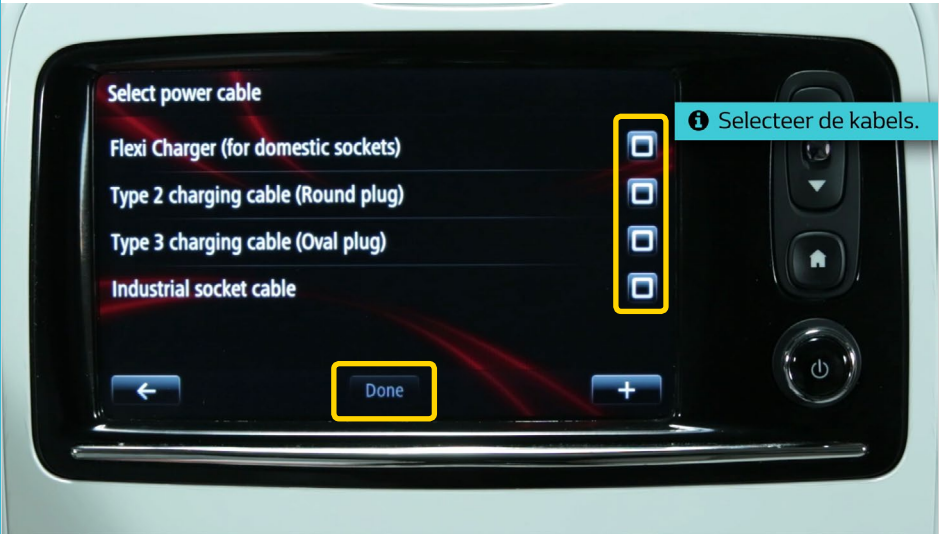 Select power cable
Selecteer de kabels.
Flexi Charger (for domestic sockets)
Type 2 charging cable (Round plug)
Type 3 charging cable (Oval plug)
Industrial socket cable
Done